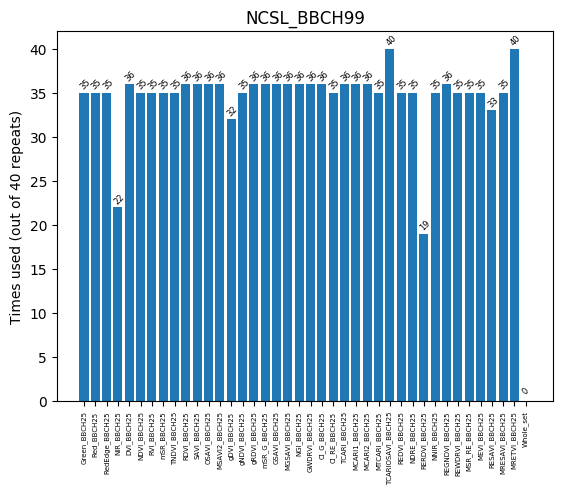 NCSL_BBCH99
Times used (out of 40 repeats)
40
35
30
25
20
15
10
5
0
35
35
35
22
36
35
35
35
35
36
36
36
36
32
35
36
36
36
36
36
36
36
35
36
36
36
35
40
35
35
19
35
36
35
35
35
33
35
40
0
Green_BBCH25
Red_BBCH25
RedEdge_BBCH25
NIR_BBCH25
DVI_BBCH25
NDVI_BBCH25
RVI_BBCH25
mSR_BBCH25
TNDVI_BBCH25
RDVI_BBCH25
SAVI_BBCH25
OSAVI_BBCH25
MSAVI2_BBCH25
gDVI_BBCH25
gNDVI_BBCH25
gRDVI_BBCH25
mSR_G_BBCH25
GSAVI_BBCH25
MGSAVI_BBCH25
NGI_BBCH25
GWDRVI_BBCH25
CI_G_BBCH25
CI_RE_BBCH25
TCARI_BBCH25
MCARI1_BBCH25
MCARI2_BBCH25
MTCARI_BBCH25
TCARIOSAVI_BBCH25
REDVI_BBCH25
NDRE_BBCH25
RERDVI_BBCH25
NNIR_BBCH25
REGNDVI_BBCH25
REWDRVI_BBCH25
MSR_RE_BBCH25
MEVI_BBCH25
RESAVI_BBCH25
MRESAVI_BBCH25
MRETVI_BBCH25
Whole_set